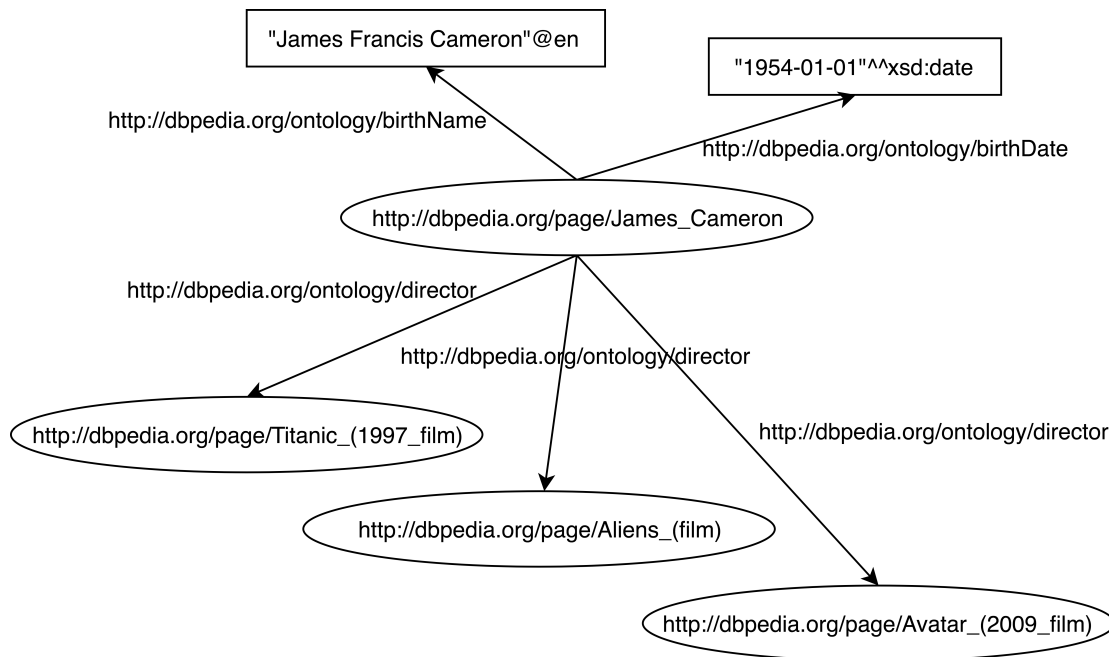 "James Francis Cameron"@en
"1954-01-01"^^xsd:date
http://dbpedia.org/ontology/birthName
http://dbpedia.org/ontology/birthDate
http://dbpedia.org/page/James_Cameron
http://dbpedia.org/ontology/director
http://dbpedia.org/ontology/director
http://dbpedia.org/ontology/director
http://dbpedia.org/page/Titanic_(1997_film)
http://dbpedia.org/page/Aliens_(film)
http://dbpedia.org/page/Avatar_(2009_film)